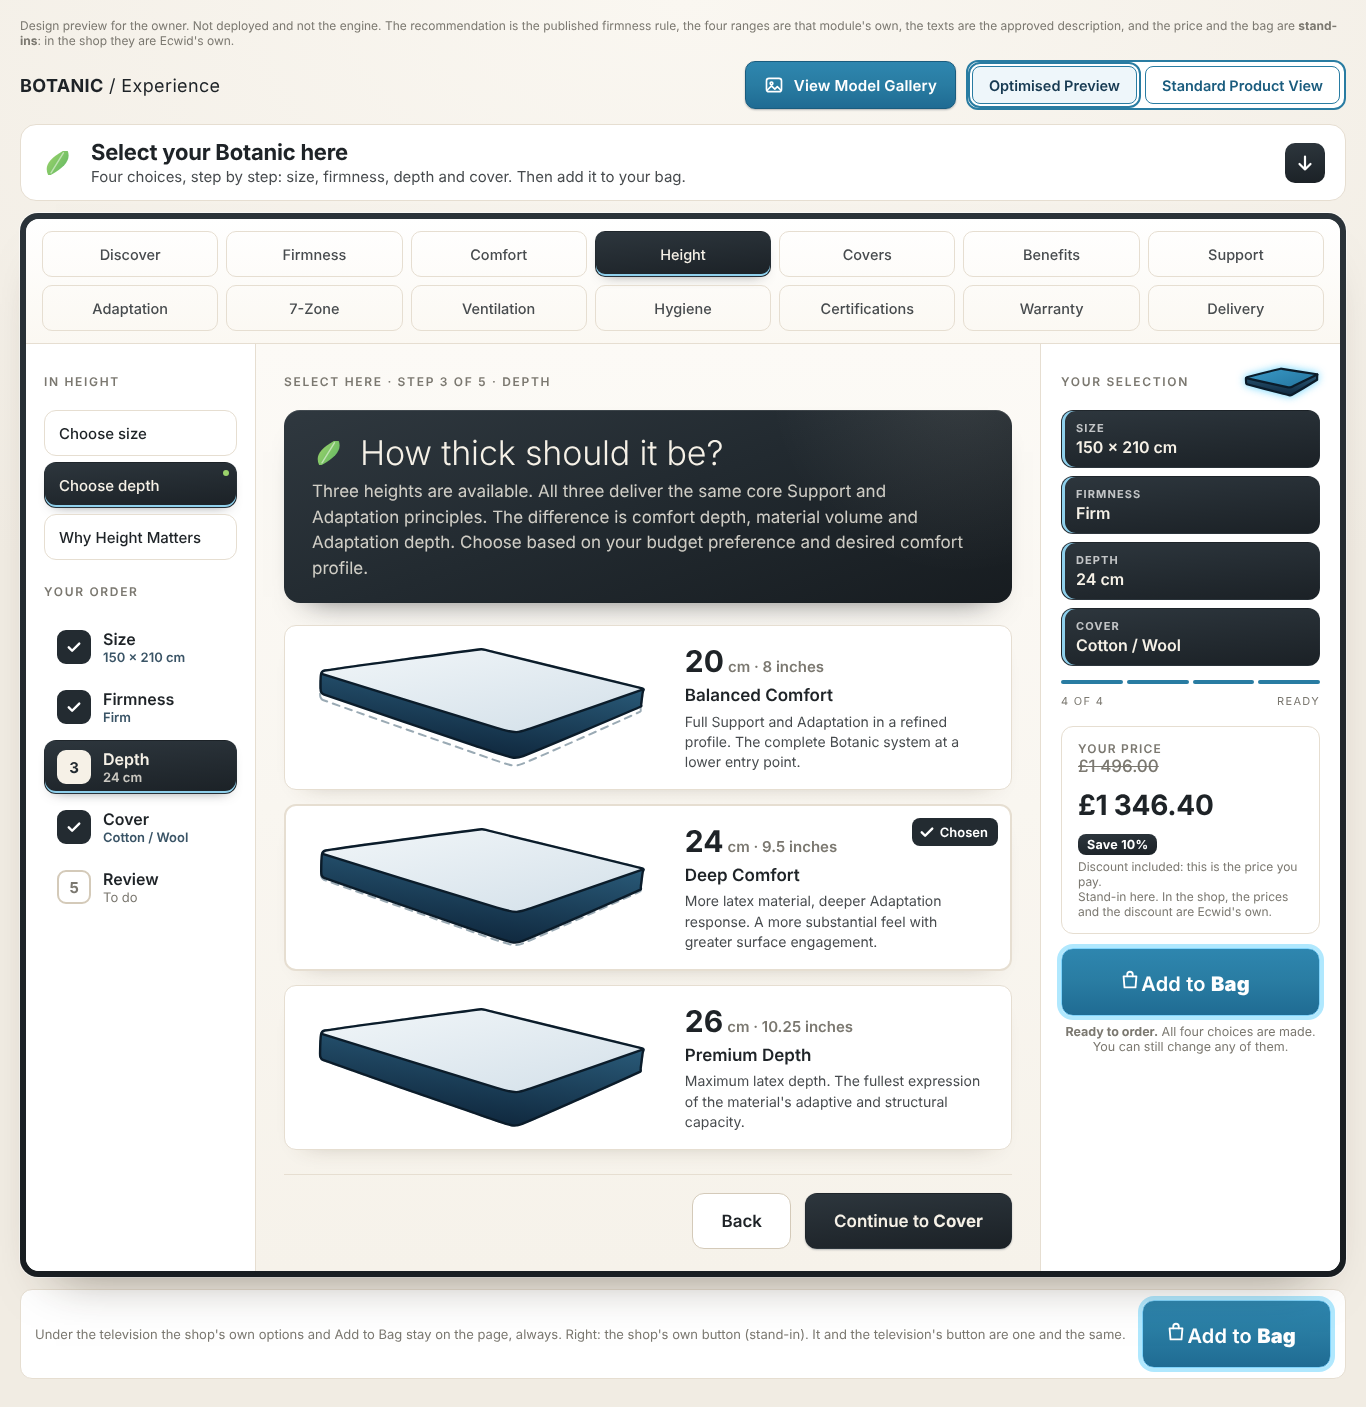 Design preview for the owner. Not deployed and not the engine. The recommendation is the published firmness rule, the four ranges are that module's own, the texts are the approved description, and the price and the bag are stand-
ins: in the shop they are Ecwid's own.
BOTANIC / Experience
View Model Gallery
Optimised Preview
Standard Product View
Select your Botanic here
Four choices, step by step: size, firmness, depth and cover. Then add it to your bag.
Discover
Firmness
Comfort
Height
Covers
Benefits
Support
Adaptation
7-Zone
Ventilation
Hygiene
Certifications
Warranty
Delivery
IN HEIGHT
Choose size
Choose depth
Why Height Matters
YOUR ORDER
Size
150 × 210 cm
Firmness
Firm
3
Depth
24 cm
Cover
Cotton / Wool
5
Review
To do
SELECT HERE · STEP 3 OF 5 · DEPTH
How thick should it be?
Three heights are available. All three deliver the same core Support and
Adaptation principles. The difference is comfort depth, material volume and
Adaptation depth. Choose based on your budget preference and desired comfort
profile.
20 cm · 8 inches
Balanced Comfort
Full Support and Adaptation in a refined
profile. The complete Botanic system at a
lower entry point.
Chosen
24 cm · 9.5 inches
Deep Comfort
More latex material, deeper Adaptation
response. A more substantial feel with
greater surface engagement.
26 cm · 10.25 inches
Premium Depth
Maximum latex depth. The fullest expression
of the material's adaptive and structural
capacity.
Back
Continue to Cover
YOUR SELECTION
SIZE
150 × 210 cm
FIRMNESS
Firm
DEPTH
24 cm
COVER
Cotton / Wool
4 OF 4
READY
YOUR PRICE
£1 496.00
£1 346.40
Save 10%
Discount included: this is the price you
pay.
Stand-in here. In the shop, the prices
and the discount are Ecwid's own.
Add to Bag
Ready to order. All four choices are made.
You can still change any of them.
Under the television the shop's own options and Add to Bag stay on the page, always. Right: the shop's own button (stand-in). It and the television's button are one and the same.
Add to Bag